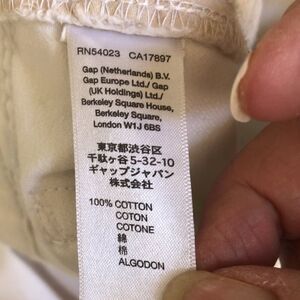 RN54023 CA17897
Gap (Netherlands) B.V.
Gap Europe Ltd./ Gap
(UK Holdings) Ltd./
Berkeley Square House,
Berkeley Square,
London W1J 6BS
東京都渋谷区
千駄ヶ谷5-32-10
ギャップジャパン
株式会社
100% COTTON
COTON
COTONE
綿
棉
ALGODON